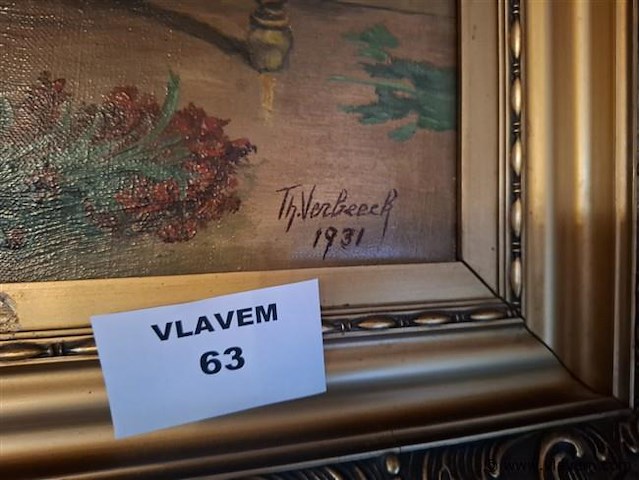 Th. Verbeeck
1931
VLAVEM
63